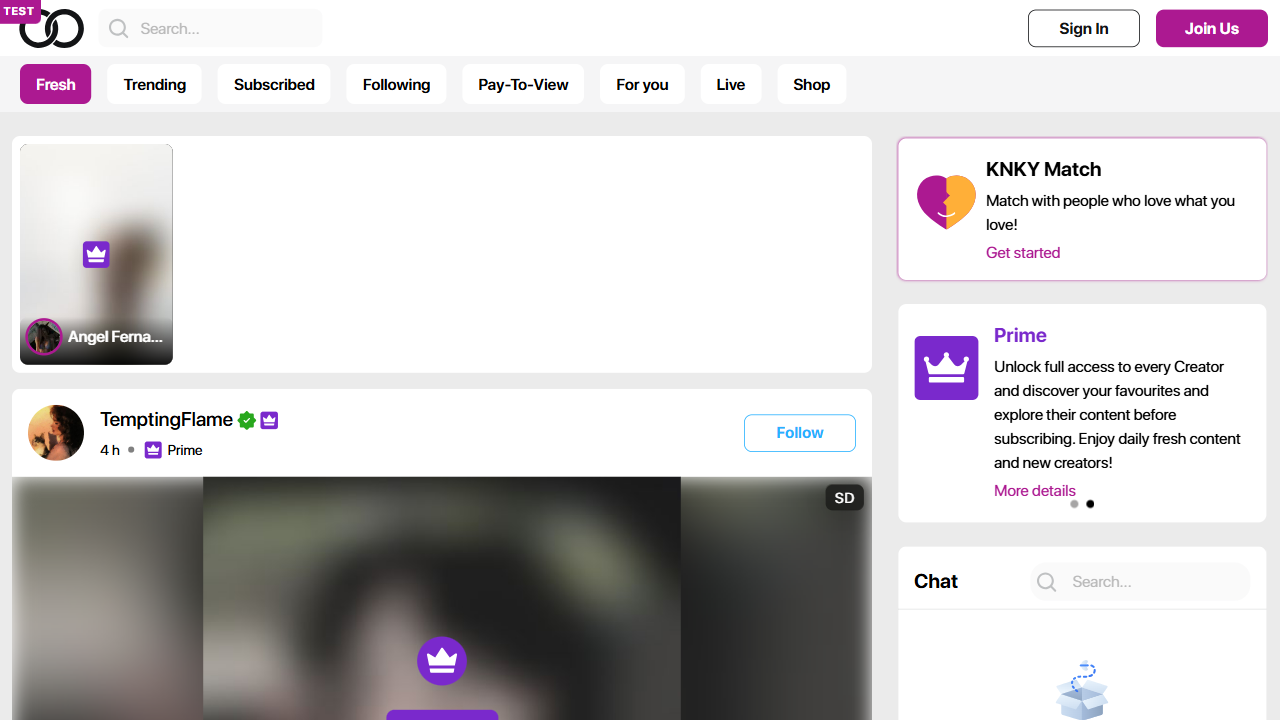 TEST
Search...
Sign In
Join Us
Fresh
Trending
Subscribed
Following
Pay-To-View
For you
Live
Shop
Angel Ferna...
KNKY Match
Match with people who love what you
love!
Get started
Prime
Unlock full access to every Creator
and discover your favourites and
explore their content before
subscribing. Enjoy daily fresh content
and new creators!
More details
TemptingFlame
4 h
Prime
Follow
SD
Chat
Search...